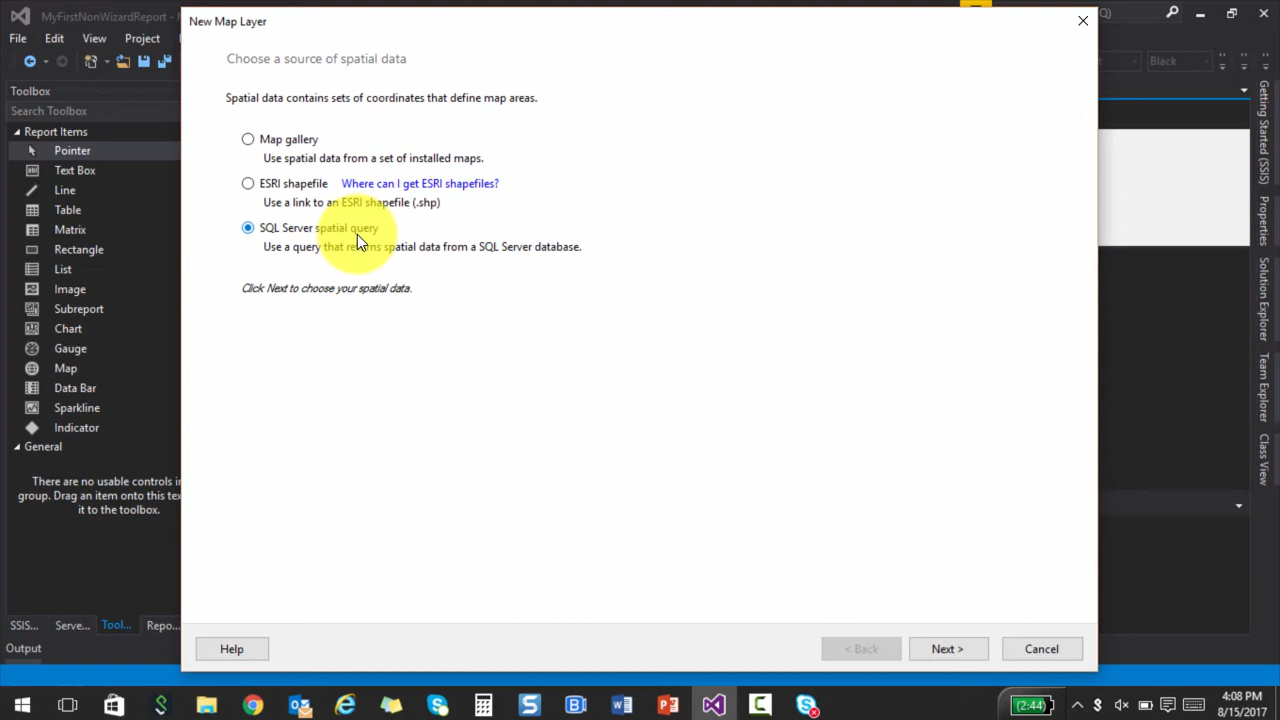 MyFirstNonWizardReport - M
New Map Layer
File
Edit
View
Project
Black
Choose a source of spatial data
Spatial data contains sets of coordinates that define map areas.
Map gallery
Use spatial data from a set of installed maps.
ESRI shapefile Where can I get ESRI shapefiles?
Use a link to an ESRI shapefile (.shp)
SQL Server spatial query
Use a query that returns spatial data from a SQL Server database.
Click Next to choose your spatial data.
Toolbox
Search Toolbox
Report Items
Pointer
Text Box
Line
Table
Matrix
Rectangle
List
Image
Subreport
Chart
Gauge
Map
Data Bar
Sparkline
Indicator
General
There are no usable controls in
group. Drag an item onto this tex
it to the toolbox.
SSIS... Serve... Tool... Repo...
Output
Help
< Back
Next >
Cancel
Getting Started (SSIS)
Properties
Solution Explorer
Team Explorer
Class View
(2:44)
4:08 PM
8/15/2017